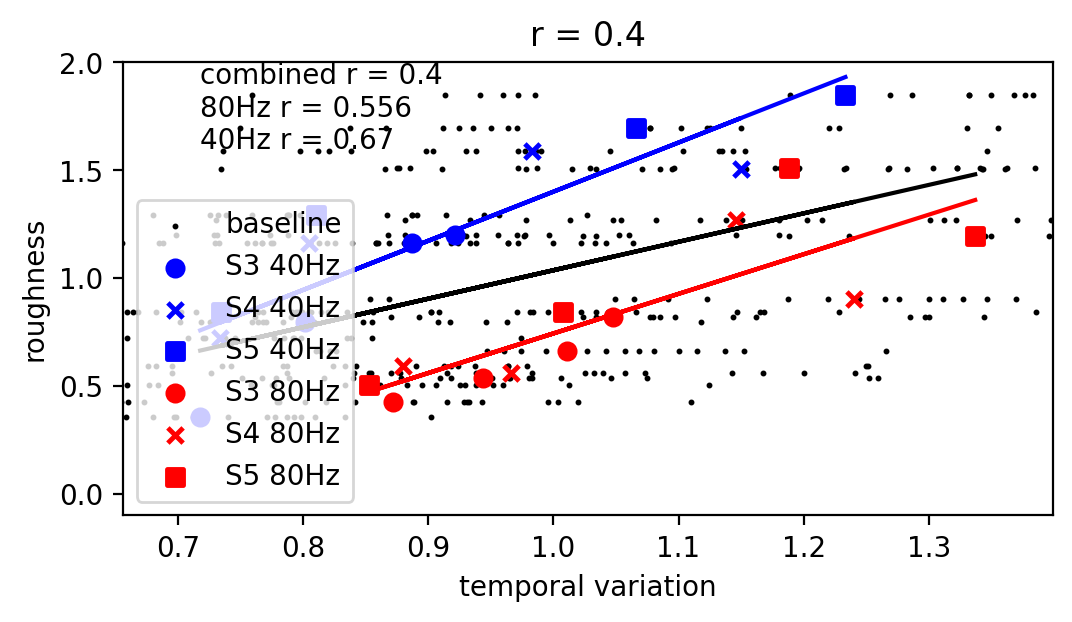 r = 0.4
combined r = 0.4
80Hz r = 0.556
40Hz r = 0.67
baseline
S3 40Hz
S4 40Hz
S5 40Hz
S3 80Hz
S4 80Hz
S5 80Hz
2.0
1.5
1.0
0.5
0.0
roughness
0.7 0.8 0.9 1.0 1.1 1.2 1.3
temporal variation